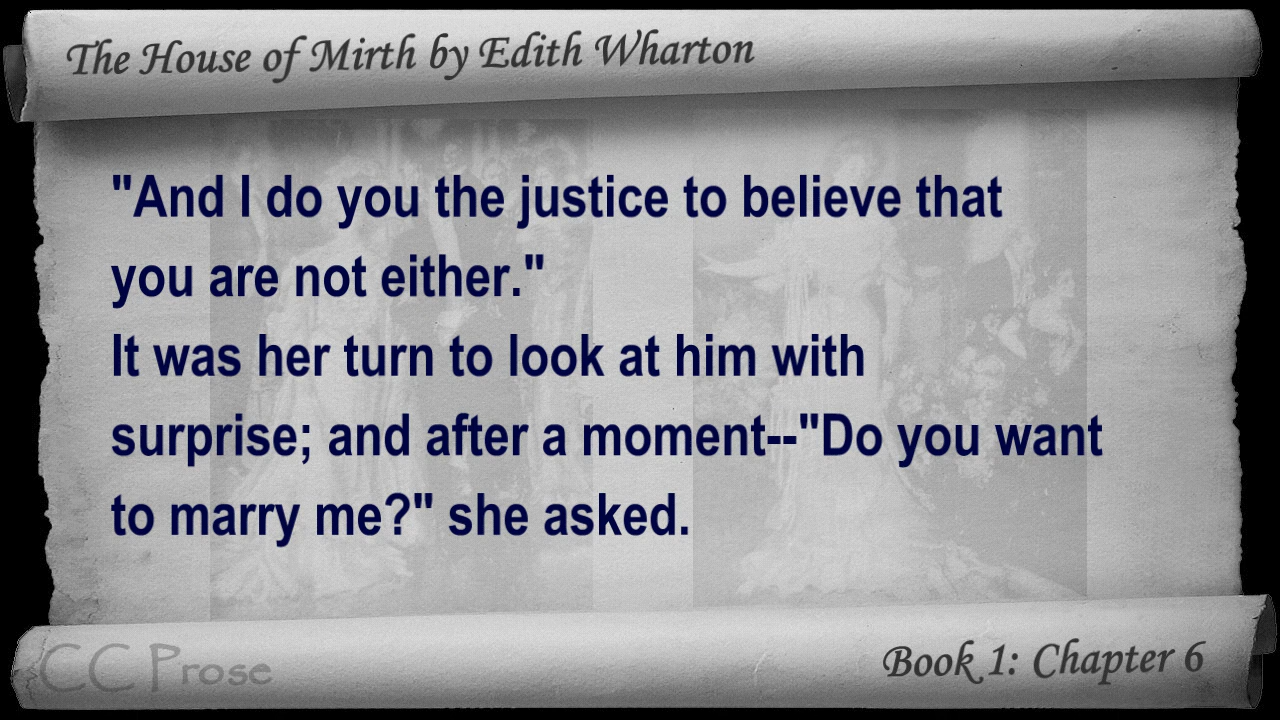 The House of Mirth by Edith Wharton
"And I do you the justice to believe that
you are not either."
It was her turn to look at him with
surprise; and after a moment--"Do you want
to marry me?" she asked.
CC Prose
Book 1: Chapter 6